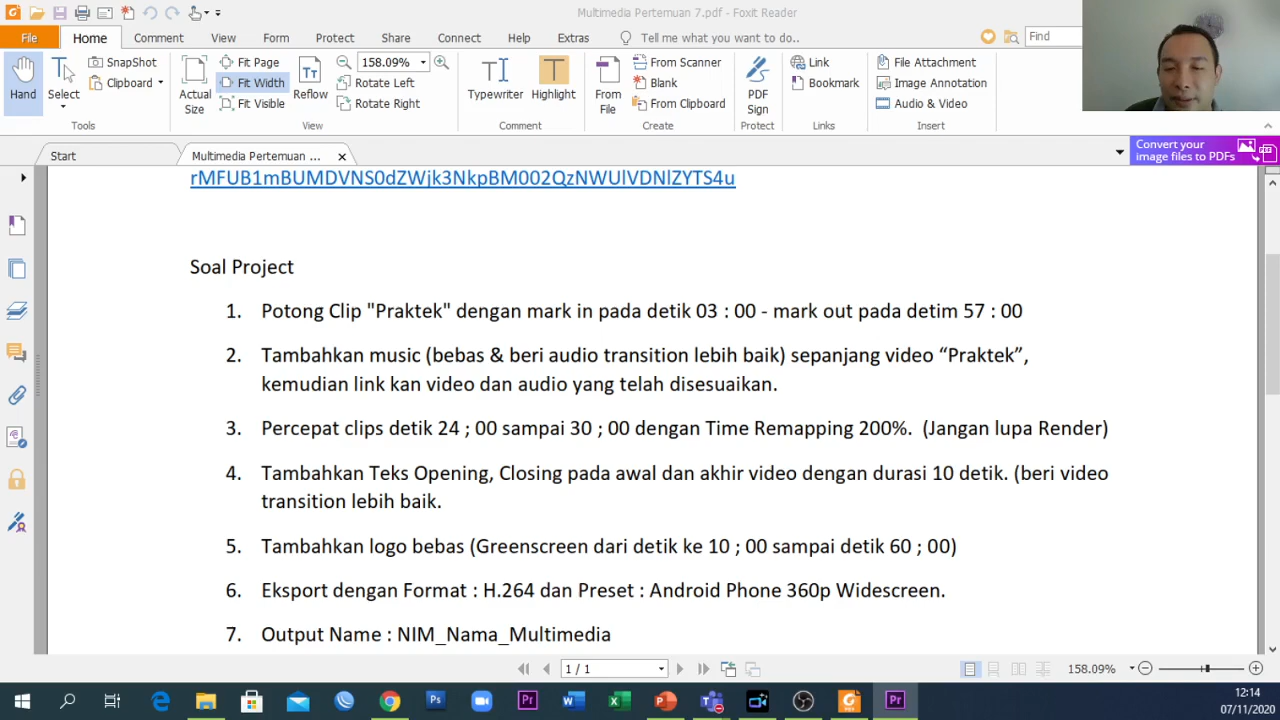 Multimedia Pertemuan 7.pdf - Foxit Reader
File Home Comment View Form Protect Share Connect Help Extras Tell me what you want to do.. Find
Hand
Select
SnapShot
Clipboard
Actual Size
Fit Page
Fit Width
Fit Visible
Reflow
158.09%
Rotate Left
Rotate Right
Typewriter
Highlight
From File
From Scanner
Blank
From Clipboard
PDF Sign
Link
Bookmark
File Attachment
Image Annotation
Audio & Video
Tools View Comment Create Protect Links Insert
Start Multimedia Pertemuan ...
Convert your
image files to PDFs
rMFUB1mBUMDVNS0dZWjk3NkpBM002QzNWUlVDNlZYTS4u
Soal Project
1. Potong Clip "Praktek" dengan mark in pada detik 03 : 00 - mark out pada detim 57 : 00
2. Tambahkan music (bebas & beri audio transition lebih baik) sepanjang video “Praktek”,
kemudian link kan video dan audio yang telah disesuaikan.
3. Percepat clips detik 24 ; 00 sampai 30 ; 00 dengan Time Remapping 200%. (Jangan lupa Render)
4. Tambahkan Teks Opening, Closing pada awal dan akhir video dengan durasi 10 detik. (beri video
transition lebih baik.
5. Tambahkan logo bebas (Greenscreen dari detik ke 10 ; 00 sampai detik 60 ; 00)
6. Eksport dengan Format : H.264 dan Preset : Android Phone 360p Widescreen.
7. Output Name : NIM_Nama_Multimedia
1 / 1
158.09%
12:14
07/11/2020